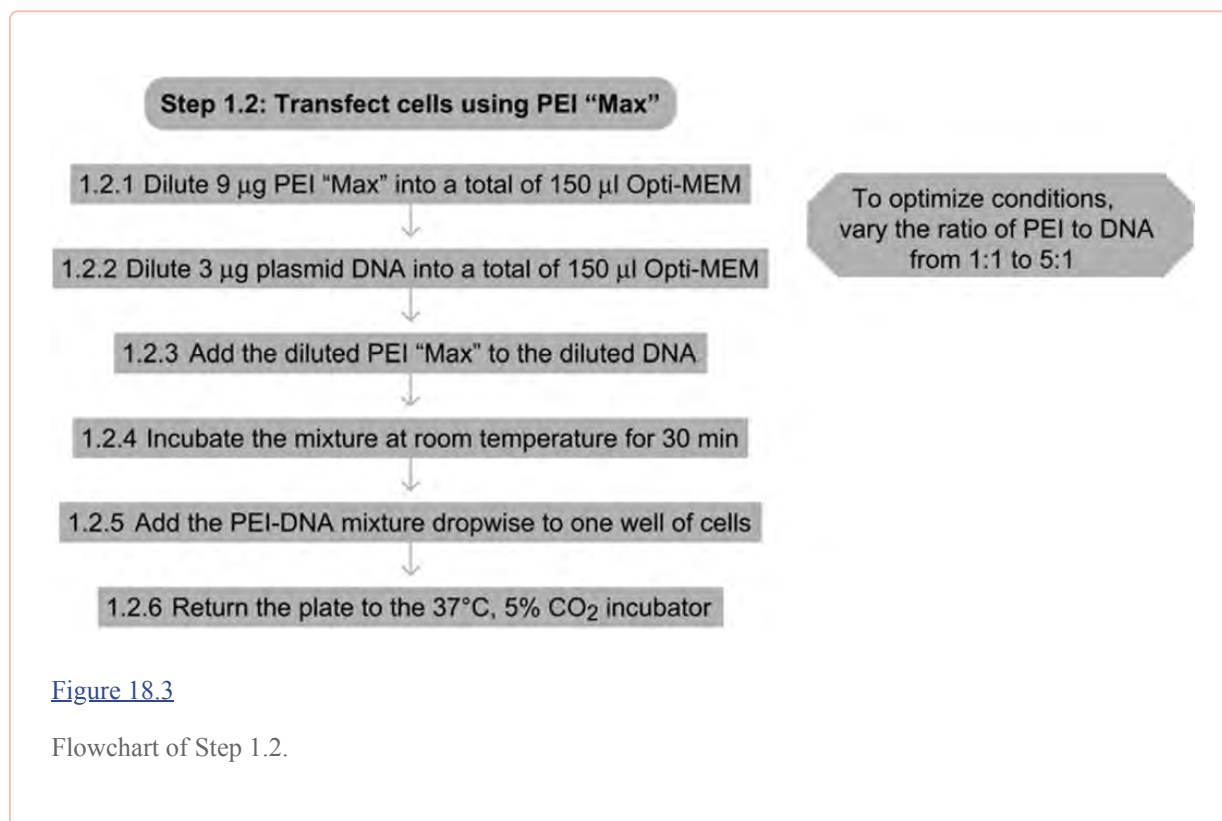 Step 1.2: Transfect cells using PEI “Max”
1.2.1 Dilute 9 μg PEI “Max” into a total of 150 μl Opti-MEM
1.2.2 Dilute 3 μg plasmid DNA into a total of 150 μl Opti-MEM
1.2.3 Add the diluted PEI “Max” to the diluted DNA
1.2.4 Incubate the mixture at room temperature for 30 min
1.2.5 Add the PEI-DNA mixture dropwise to one well of cells
1.2.6 Return the plate to the 37°C, 5% CO₂ incubator
To optimize conditions,
vary the ratio of PEI to DNA
from 1:1 to 5:1
Figure 18.3
Flowchart of Step 1.2.